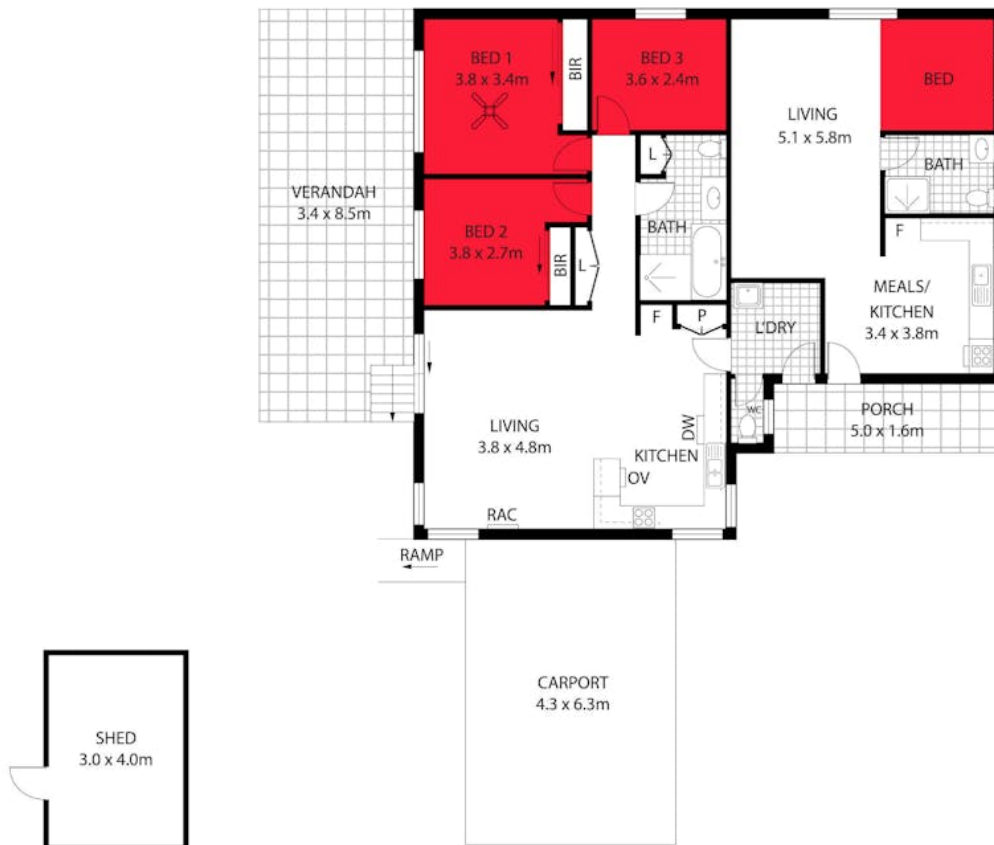 BED 1
3.8 x 3.4m
BIR
BED 3
3.6 x 2.4m
LIVING
5.1 x 5.8m
BED
L
BATH
VERANDAH
3.4 x 8.5m
BED 2
3.8 x 2.7m
BIR
L
BATH
F
MEALS/
KITCHEN
3.4 x 3.8m
F
P
L'DRY
WC
PORCH
5.0 x 1.6m
LIVING
3.8 x 4.8m
DW
KITCHEN
OV
RAC
RAMP
CARPORT
4.3 x 6.3m
SHED
3.0 x 4.0m